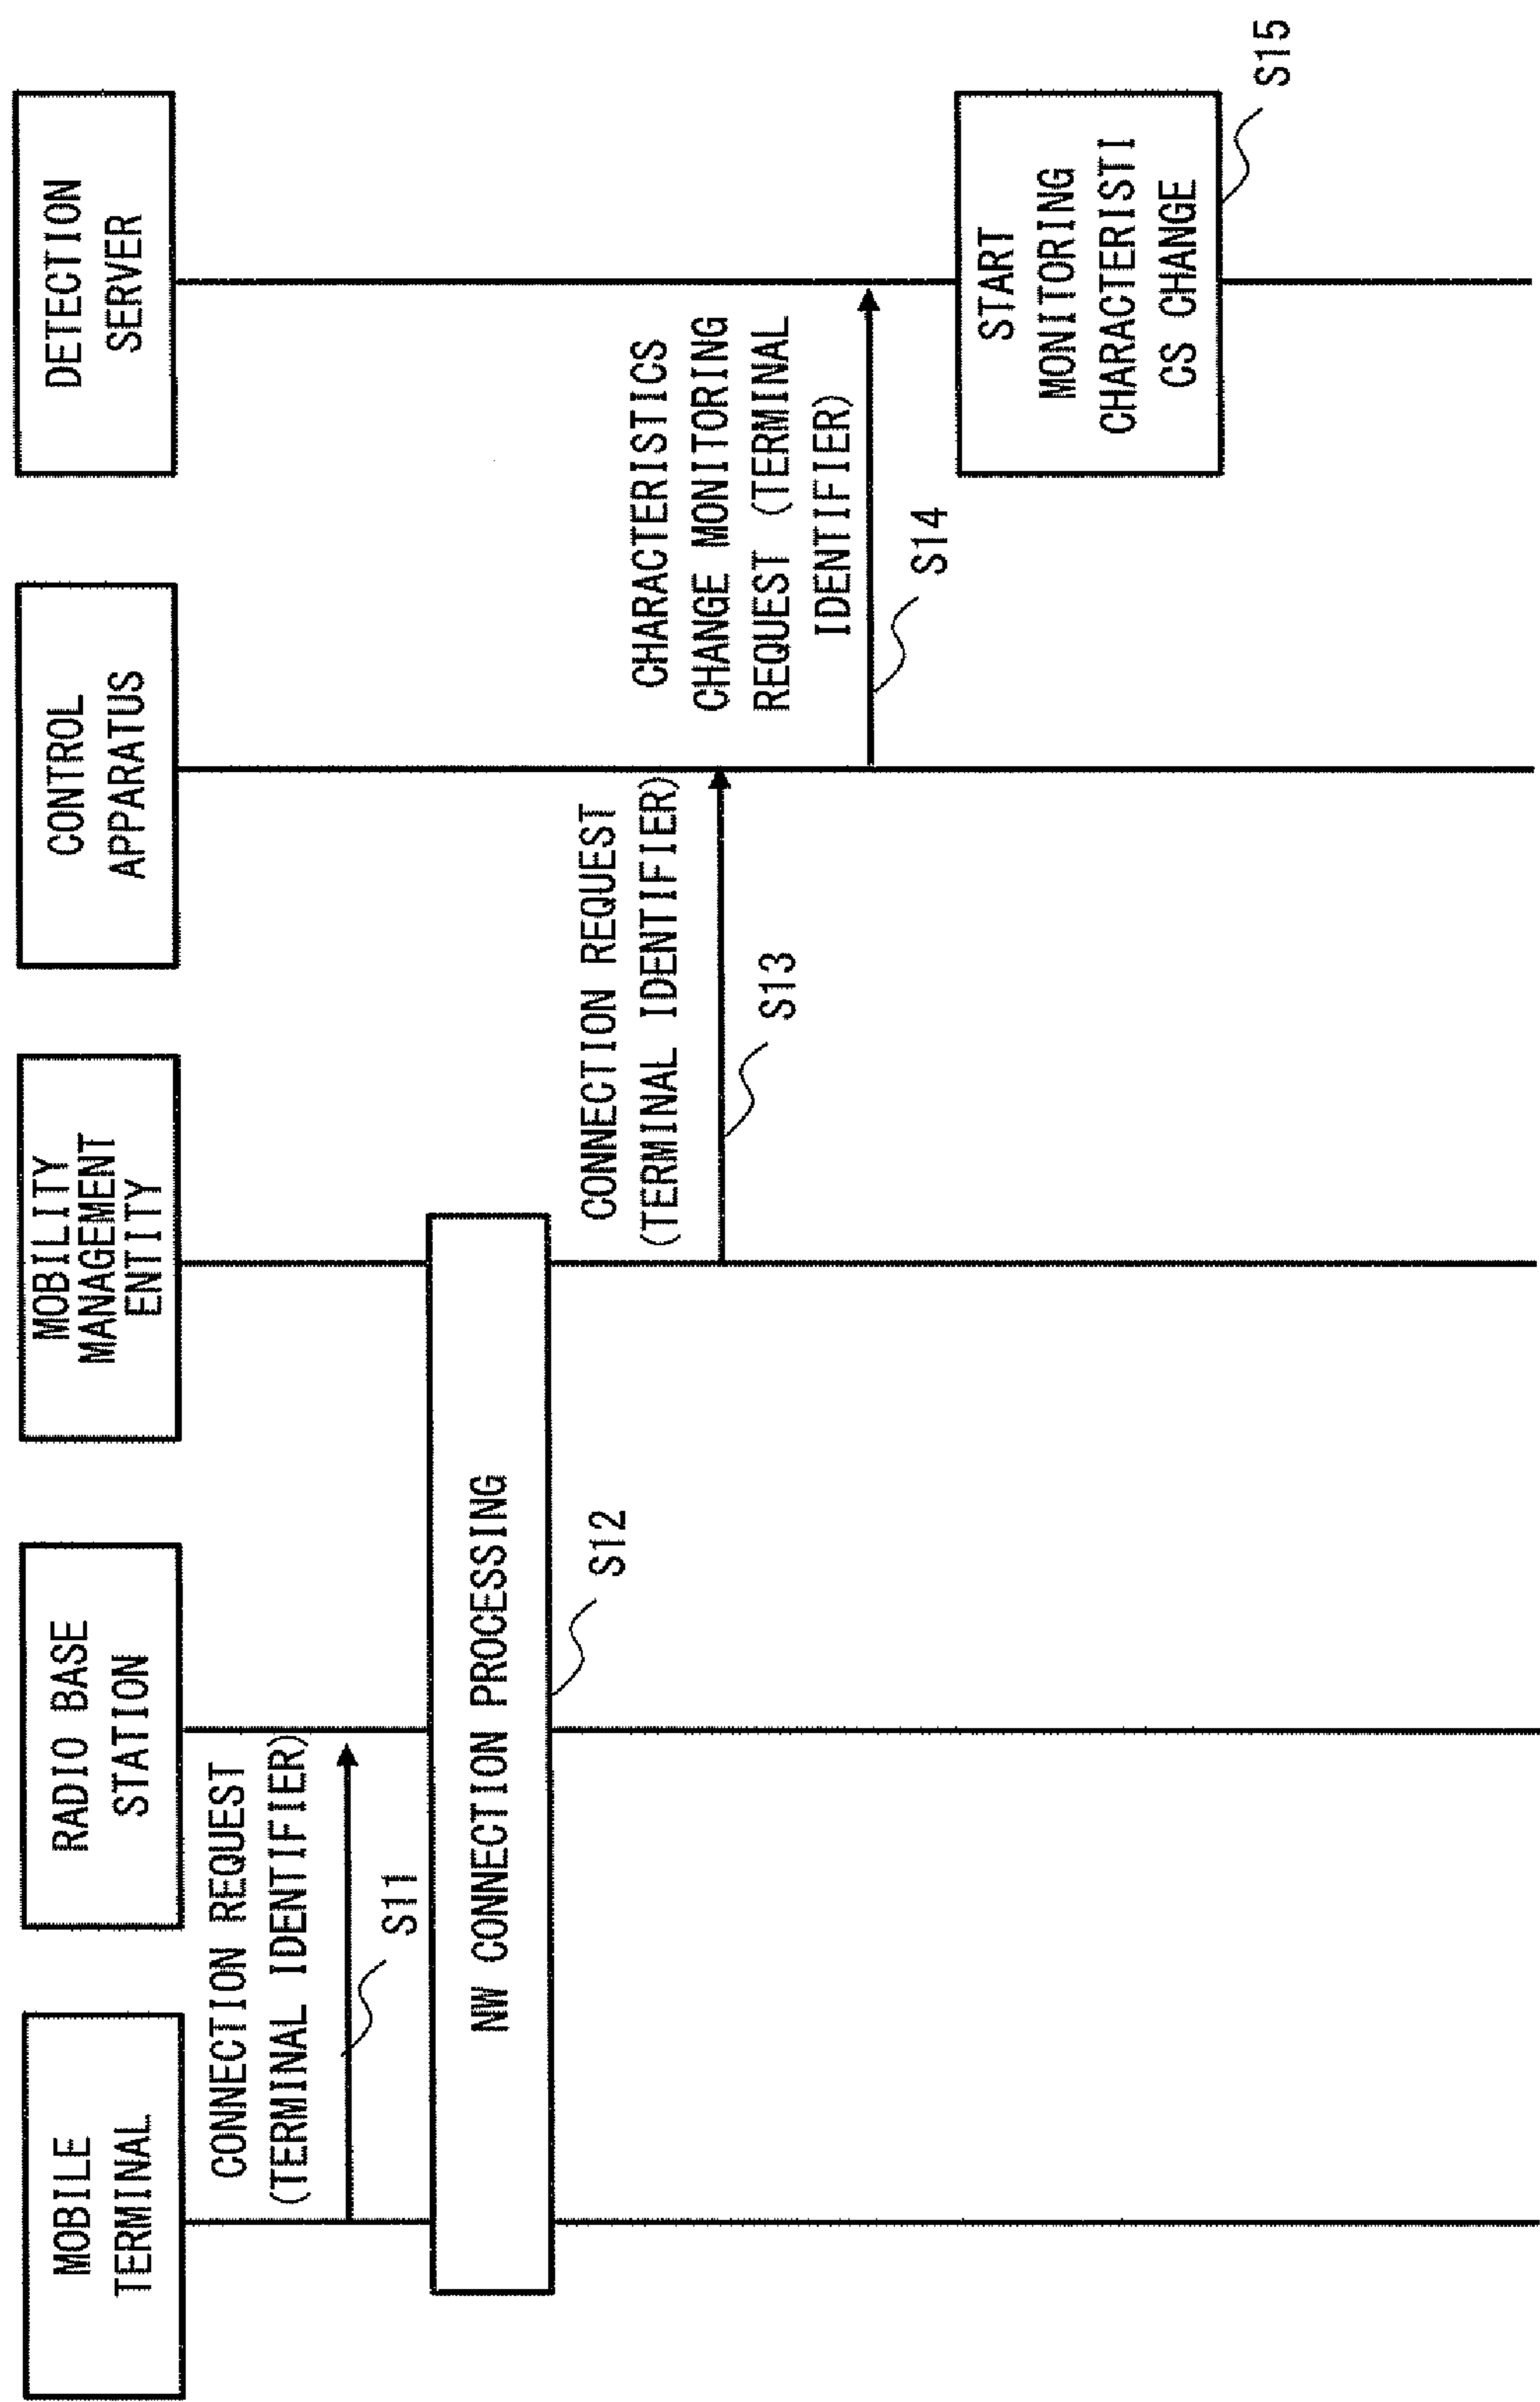 MOBILE
TERMINAL
RADIO BASE
STATION
MOBILITY
MANAGEMENT
ENTITY
CONTROL
APPARATUS
DETECTION
SERVER
CONNECTION REQUEST
(TERMINAL IDENTIFIER)
S11
NW CONNECTION PROCESSING
S12
CONNECTION REQUEST
(TERMINAL IDENTIFIER)
S13
CHARACTERISTICS
CHANGE MONITORING
REQUEST (TERMINAL
IDENTIFIER)
S14
START
MONITORING
CHARACTERISTI
CS CHANGE
S15